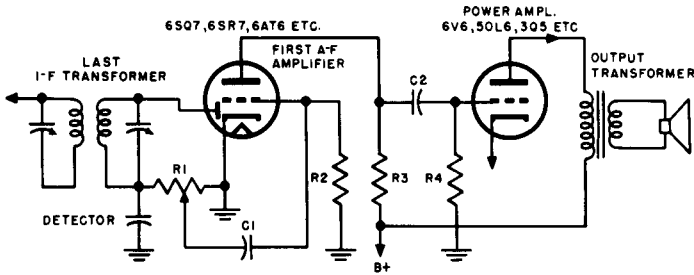 6SQ7,6SR7,6AT6 ETC.
FIRST A-F
AMPLIFIER
LAST
I-F TRANSFORMER
POWER AMPL.
6V6,50L6,3Q5 ETC
OUTPUT
TRANSFORMER
C2
R1
R2
R3
R4
DETECTOR
C1
B+